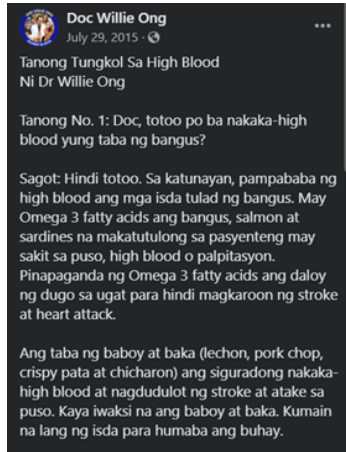 Doc Willie Ong
July 29, 2015 ·
Tanong Tungkol Sa High Blood
Ni Dr Willie Ong
Tanong No. 1: Doc, totoo po ba nakaka-high
blood yung taba ng bangus?
Sagot: Hindi totoo. Sa katunayan, pampababa ng
high blood ang mga isda tulad ng bangus. May
Omega 3 fatty acids ang bangus, salmon at
sardines na makatutulong sa pasyenteng may
sakit sa puso, high blood o palpitasyon.
Pinapaganda ng Omega 3 fatty acids ang daloy
ng dugo sa ugat para hindi magkaroon ng stroke
at heart attack.
Ang taba ng baboy at baka (lechon, pork chop,
crispy pata at chicharon) ang siguradong nakaka-
high blood at nagdudulot ng stroke at atake sa
puso. Kaya iwaksi na ang baboy at baka. Kumain
na lang ng isda para humaba ang buhay.